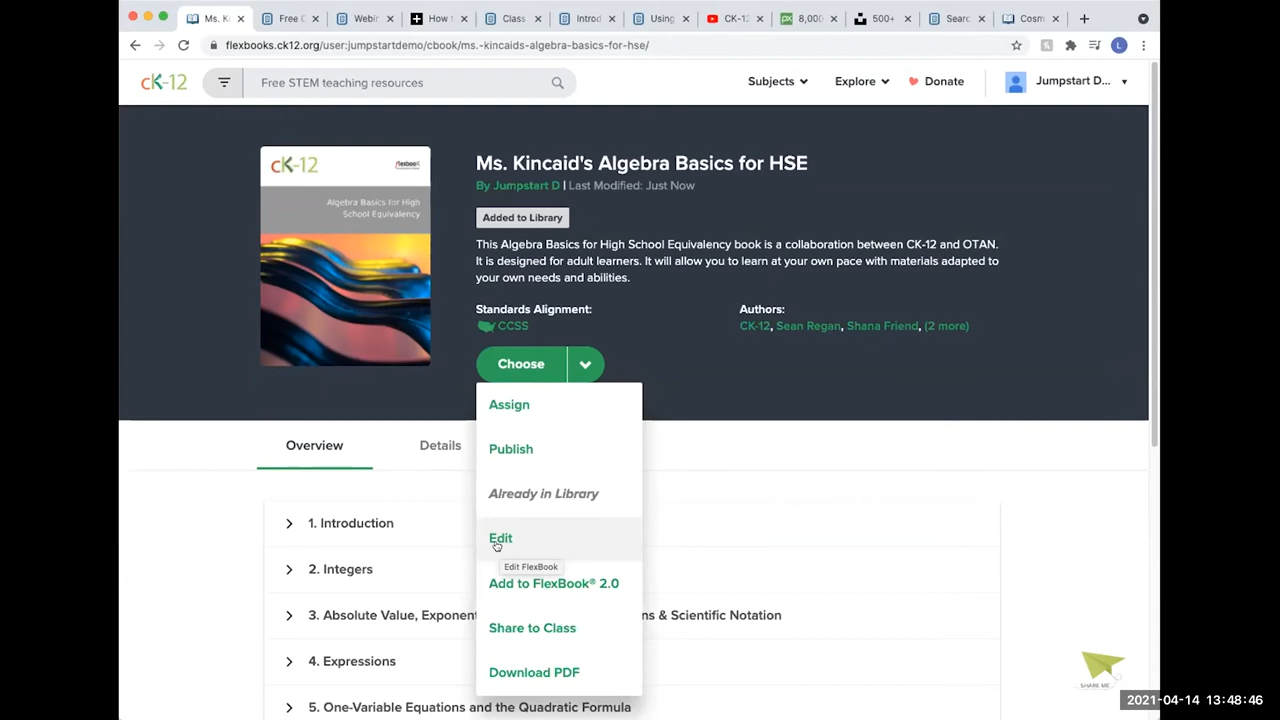 Ms. K
Free C
Webin
How t
Class
Introd
Using
CK-12
8,000
500+
Searc
Cosm
flexbooks.ck12.org/user:jumpstartdemo/cbook/ms.-kincaids-algebra-basics-for-hse/
L
cK-12
Free STEM teaching resources
Subjects
Explore
Donate
Jumpstart D...
cK-12
flexbook
Algebra Basics for High
School Equivalency
Ms. Kincaid's Algebra Basics for HSE
By Jumpstart D | Last Modified: Just Now
Added to Library
This Algebra Basics for High School Equivalency book is a collaboration between CK-12 and OTAN.
It is designed for adult learners. It will allow you to learn at your own pace with materials adapted to
your own needs and abilities.
Standards Alignment:
CCSS
Authors:
CK-12, Sean Regan, Shana Friend, (2 more)
Choose
Assign
Publish
Already in Library
Edit
Edit FlexBook
Add to FlexBook® 2.0
Share to Class
Download PDF
Overview
Details
1. Introduction
2. Integers
3. Absolute Value, Exponent
ns & Scientific Notation
4. Expressions
5. One-Variable Equations and the Quadratic Formula
SHARE ME
2021-04-14 13:48:46